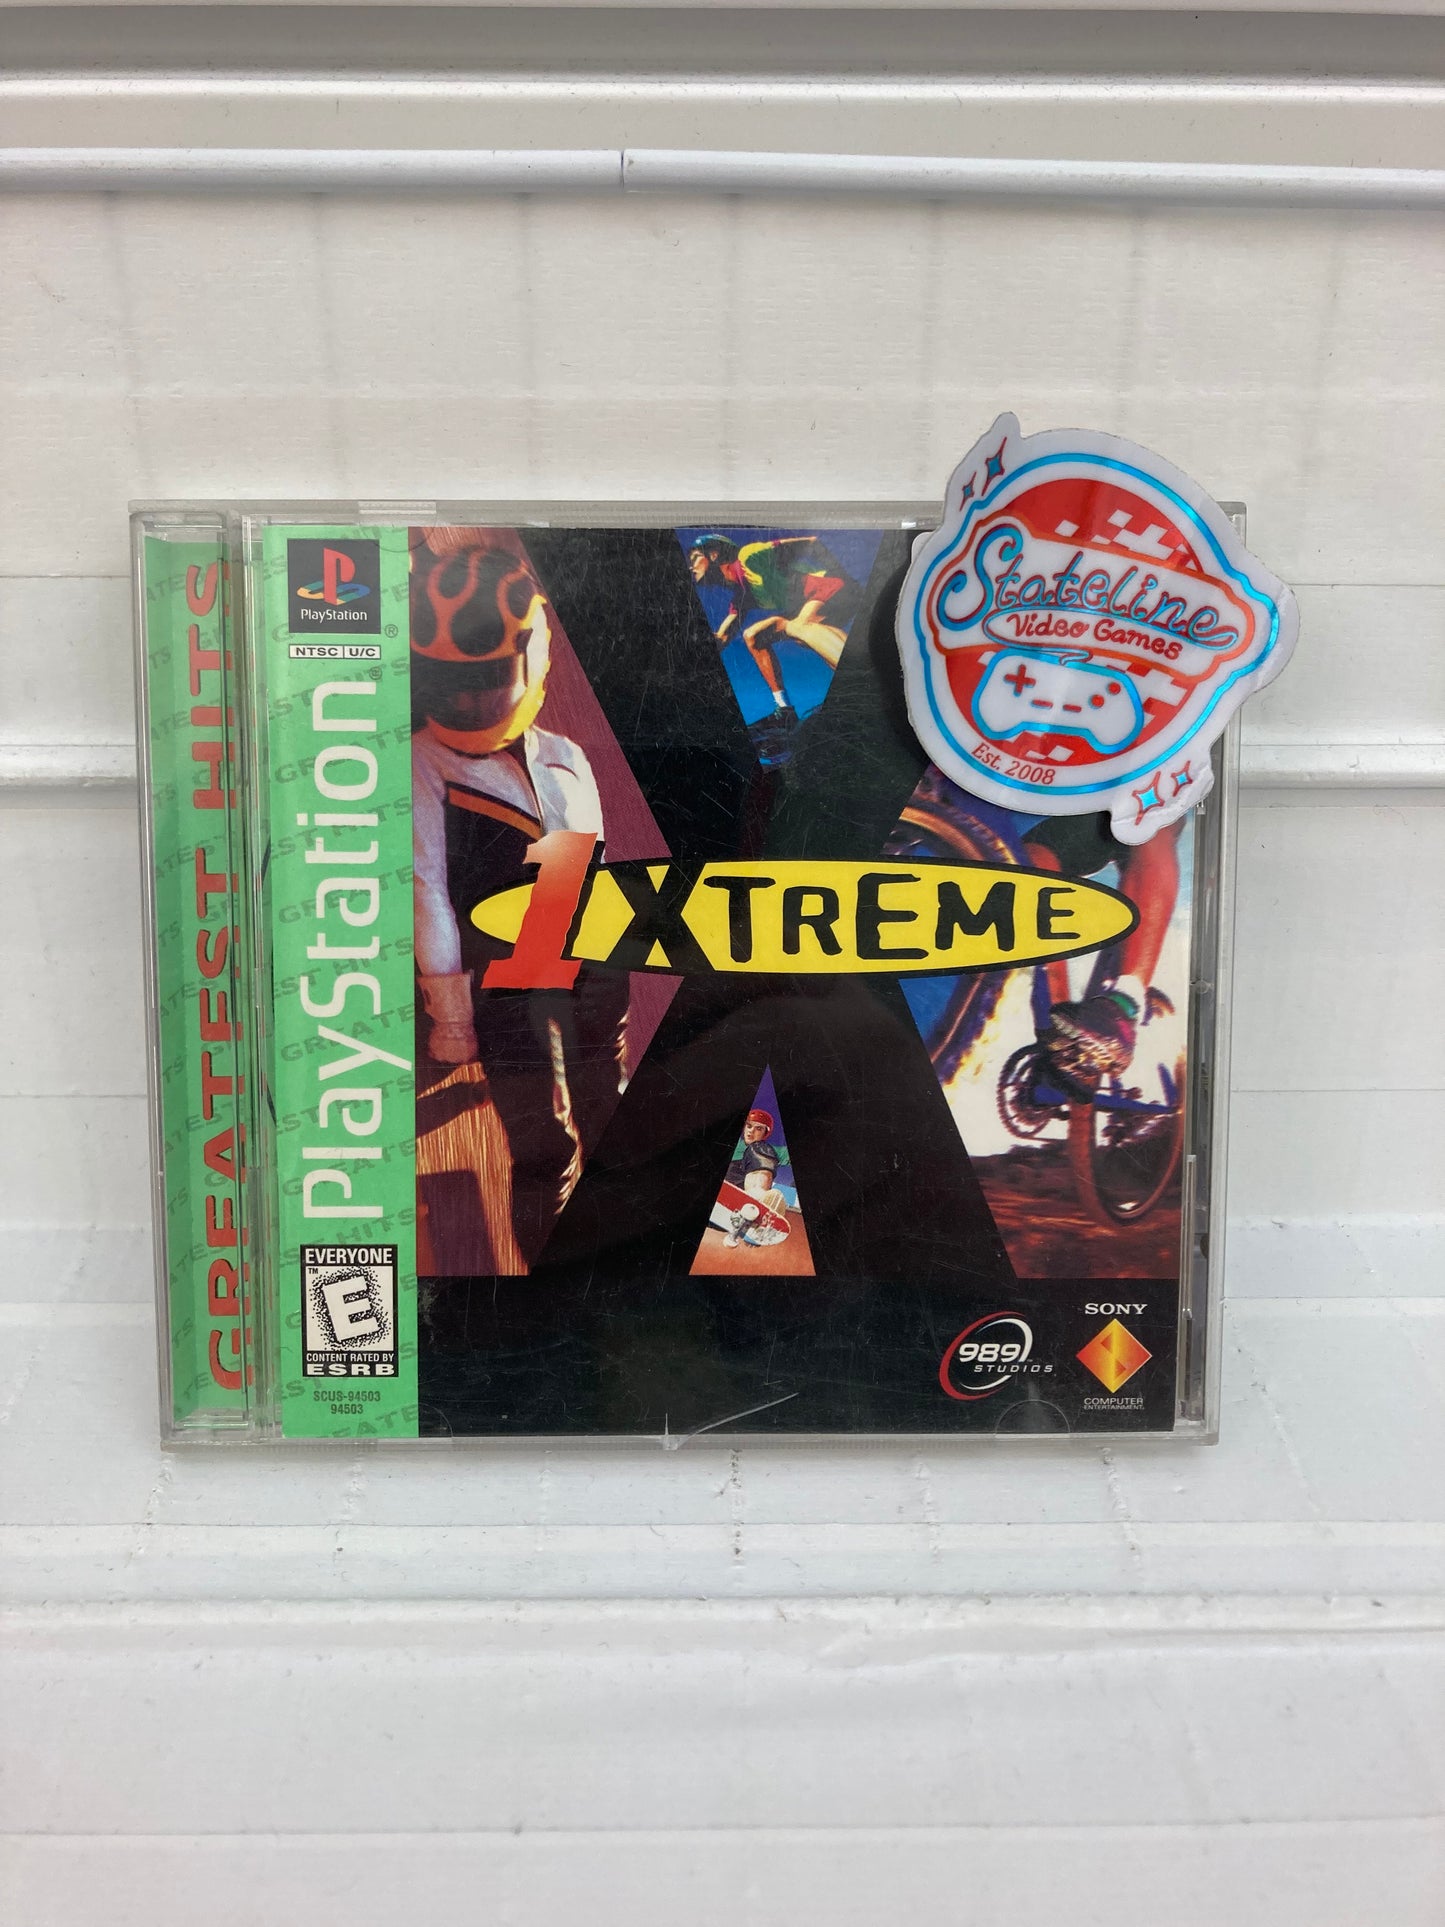 GREATEST HITS
PlayStation
®
NTSC U/C
PlayStation
®
EVERYONE
™
E
CONTENT RATED BY
ESRB
SCUS-94503
94503
1XTREME
Stateline
Video Games
Est. 2008
989
STUDIOS
SONY
COMPUTER
ENTERTAINMENT